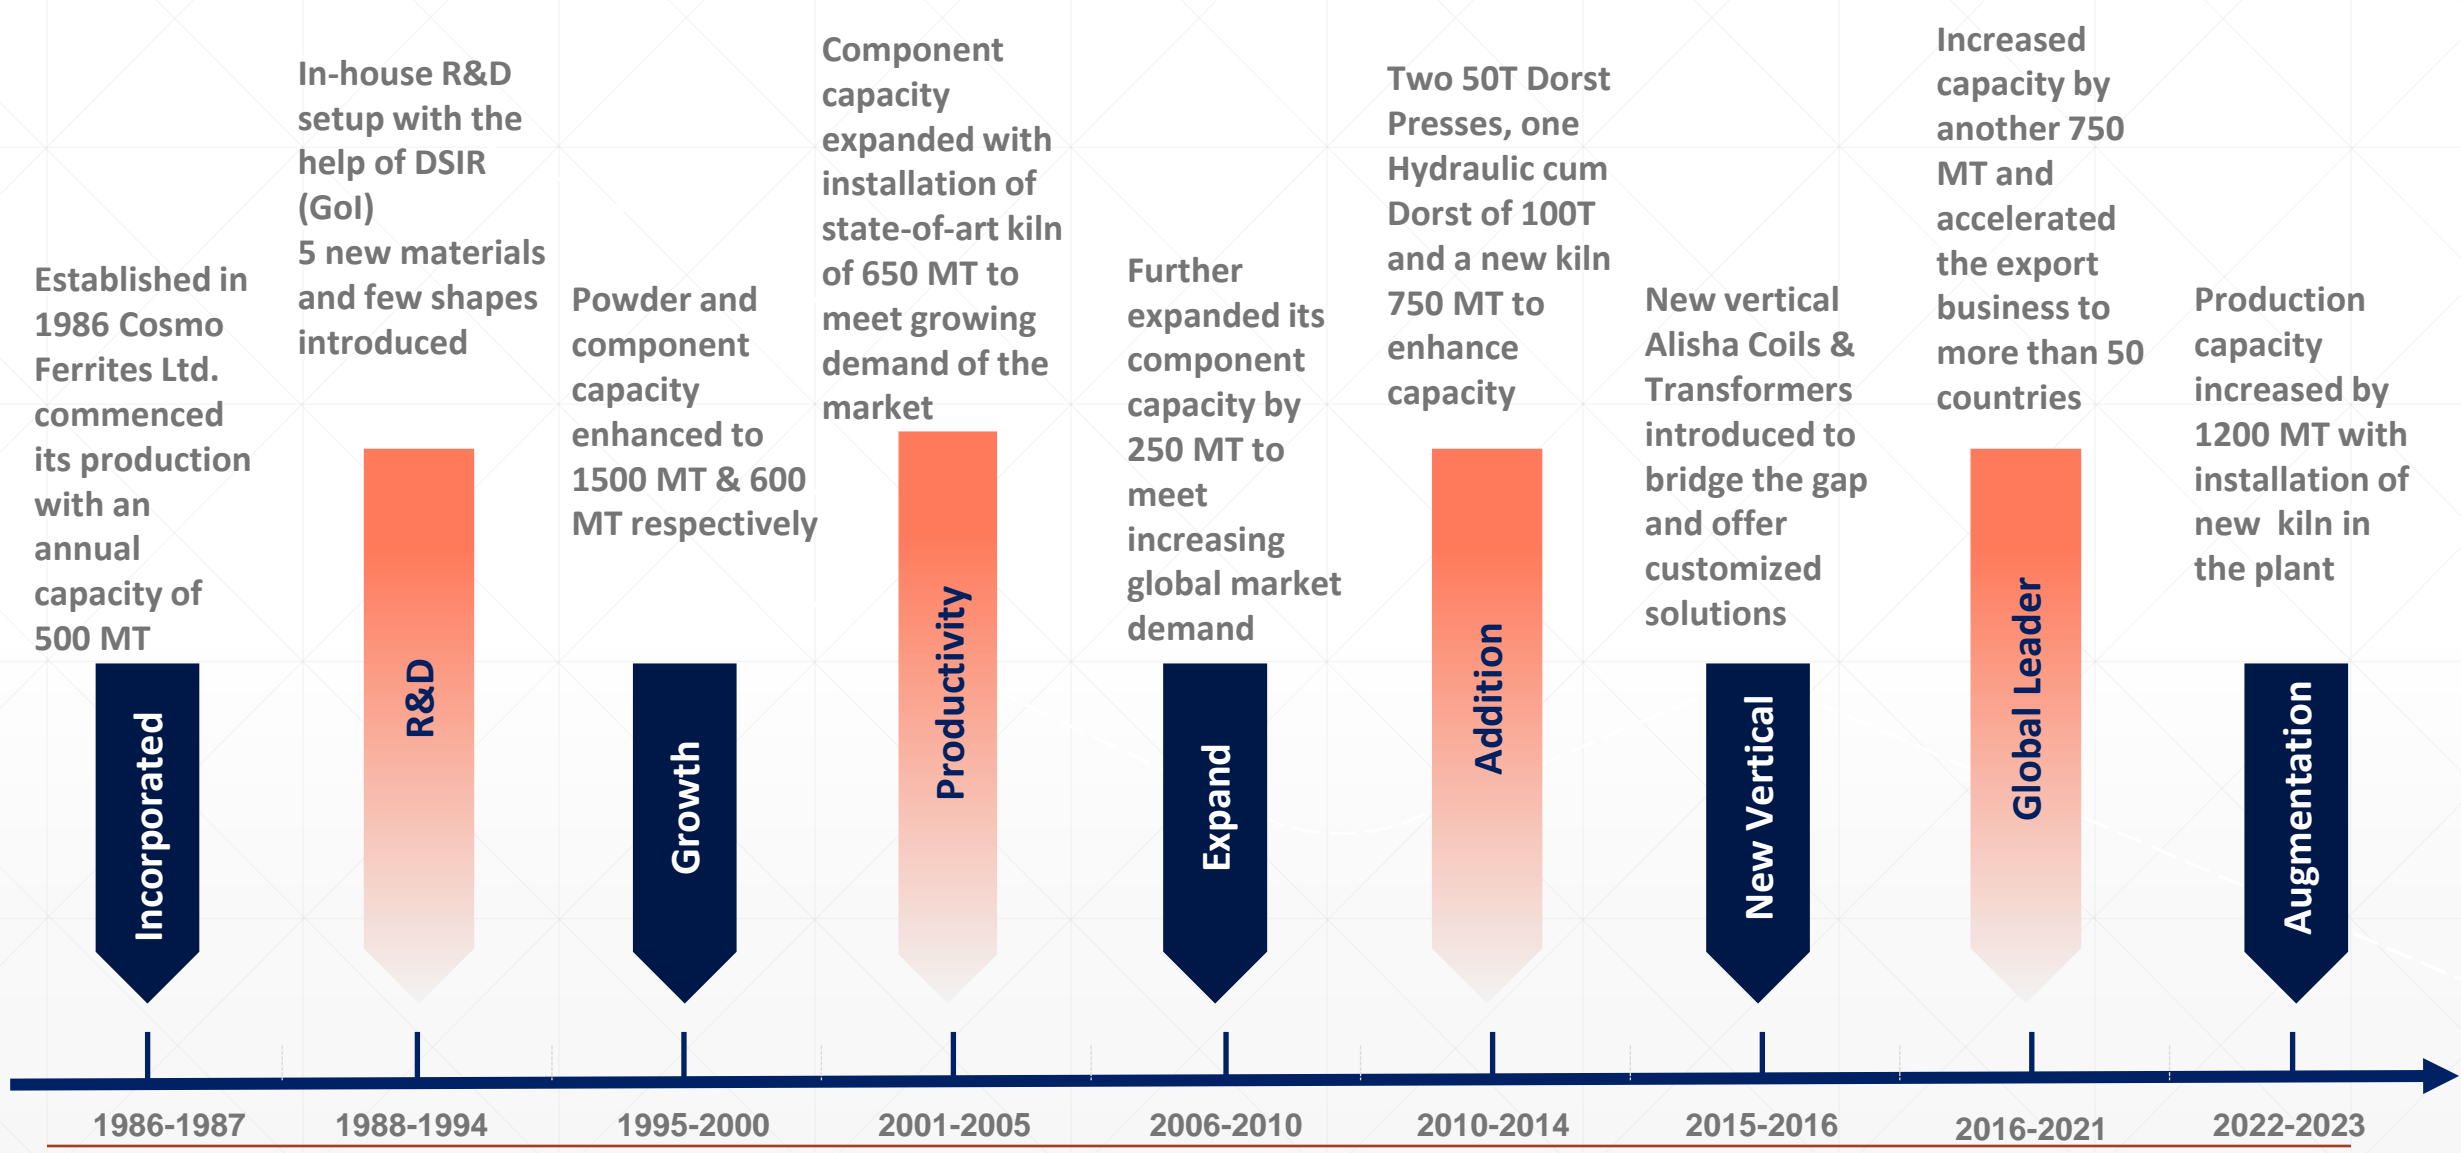 Established in
1986 Cosmo
Ferrites Ltd.
commenced
its production
with an
annual
capacity of
500 MT
Incorporated
1986-1987
In-house R&D
setup with the
help of DSIR
(GoI)
5 new materials
and few shapes
introduced
R&D
1988-1994
Powder and
component
capacity
enhanced to
1500 MT & 600
MT respectively
Growth
1995-2000
Component
capacity
expanded with
installation of
state-of-art kiln
of 650 MT to
meet growing
demand of the
market
Productivity
2001-2005
Further
expanded its
component
capacity by
250 MT to
meet
increasing
global market
demand
Expand
2006-2010
Two 50T Dorst
Presses, one
Hydraulic cum
Dorst of 100T
and a new kiln
750 MT to
enhance
capacity
Addition
2010-2014
New vertical
Alisha Coils &
Transformers
introduced to
bridge the gap
and offer
customized
solutions
New Vertical
2015-2016
Increased
capacity by
another 750
MT and
accelerated
the export
business to
more than 50
countries
Global Leader
2016-2021
Production
capacity
increased by
1200 MT with
installation of
new  kiln in
the plant
Augmentation
2022-2023